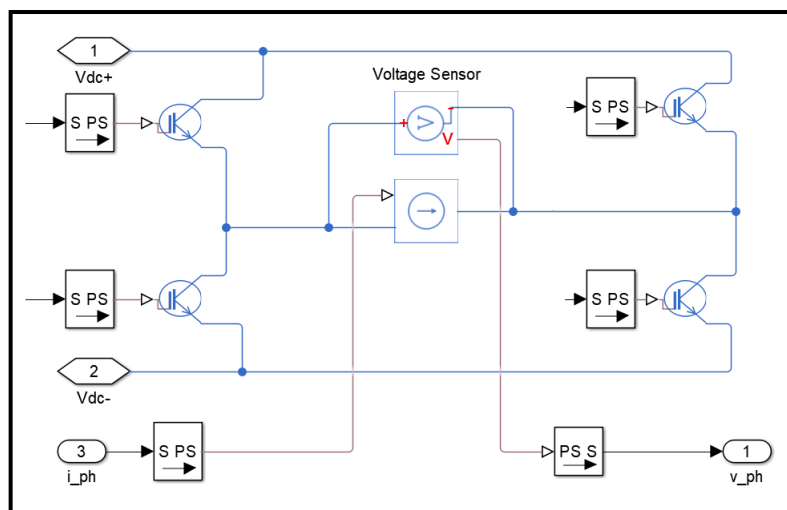 1
Vdc+
Voltage Sensor
S PS
S PS
+
-
V
V
S PS
S PS
2
Vdc-
3
i_ph
S PS
PS S
1
v_ph